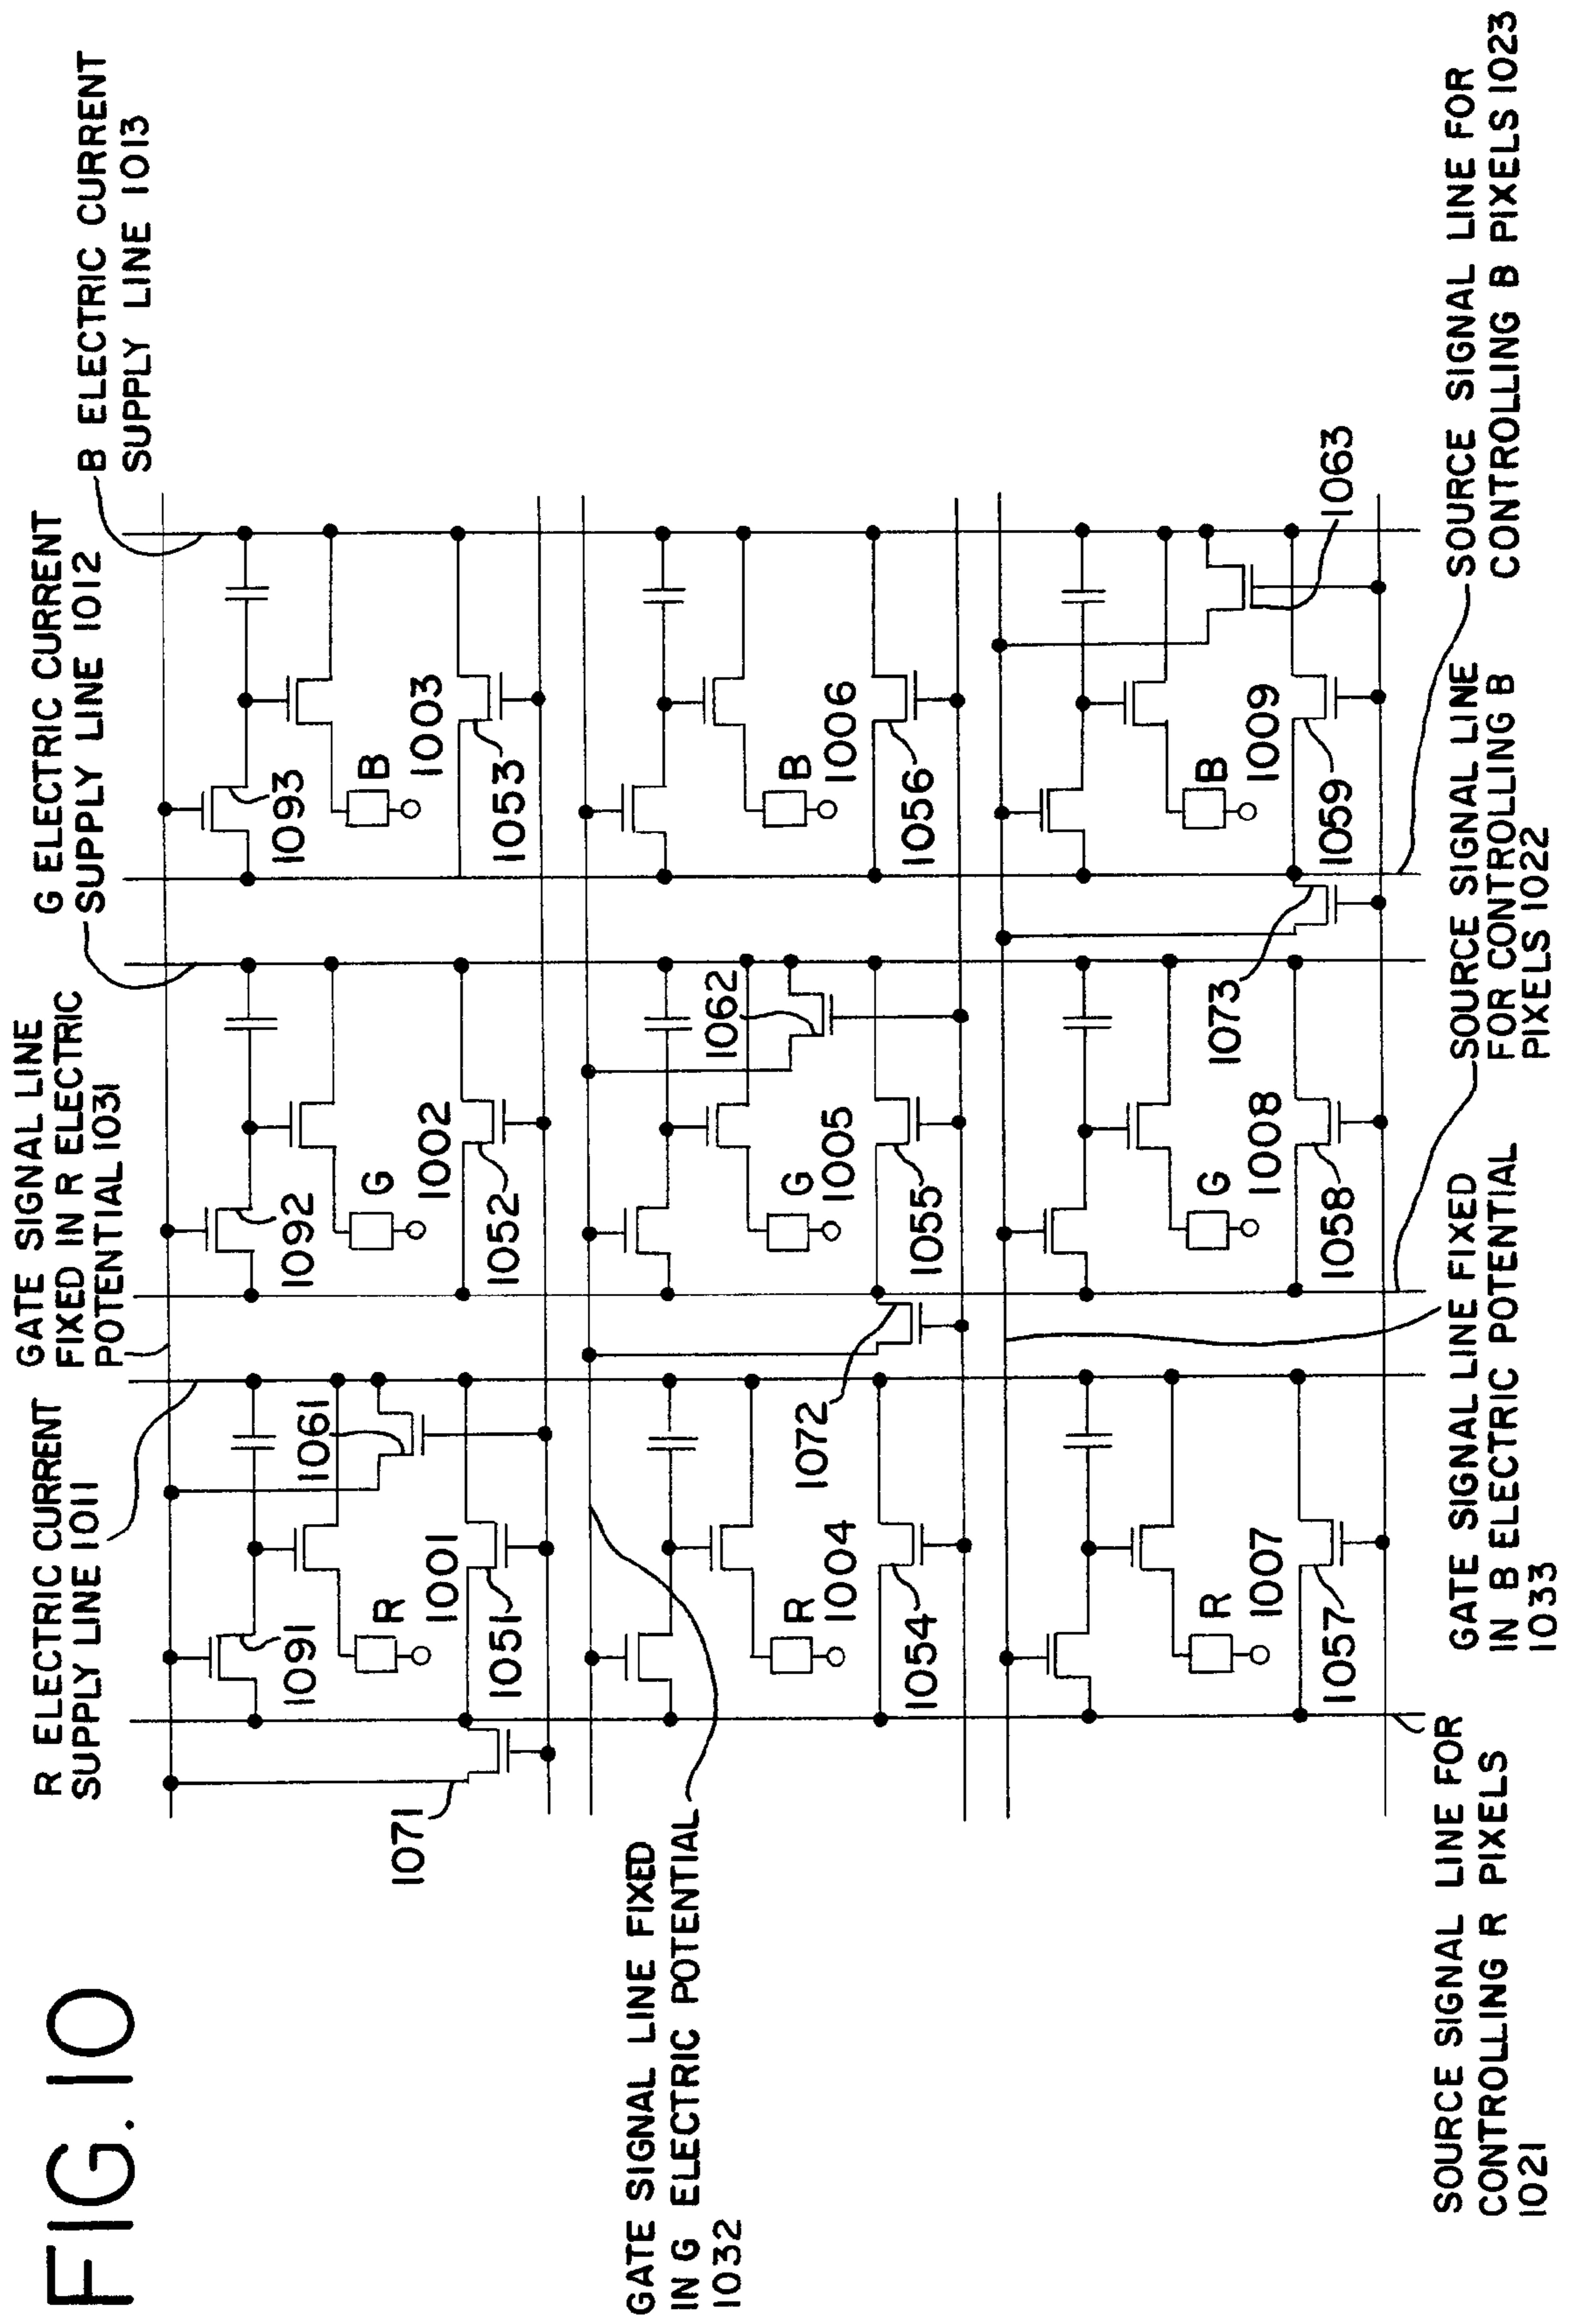 FIG. 10
R ELECTRIC CURRENT
SUPPLY LINE 1011
GATE SIGNAL LINE
FIXED IN R ELECTRIC
POTENTIAL 1031
G ELECTRIC CURRENT
SUPPLY LINE 1012
B ELECTRIC CURRENT
SUPPLY LINE 1013
1071
1091
R
1001
1051
1061
1092
G
1002
1052
1093
B
1003
1053
GATE SIGNAL LINE FIXED
IN G ELECTRIC POTENTIAL
1032
R
1004
1054
1072
1062
G
1005
1055
B
1006
1056
R
1007
1057
G
1008
1058
1073
B
1009
1059
1063
SOURCE SIGNAL LINE FOR
CONTROLLING R PIXELS
1021
GATE SIGNAL LINE FIXED
IN B ELECTRIC POTENTIAL
1033
SOURCE SIGNAL LINE
FOR CONTROLLING B
PIXELS 1022
SOURCE SIGNAL LINE FOR
CONTROLLING B PIXELS 1023